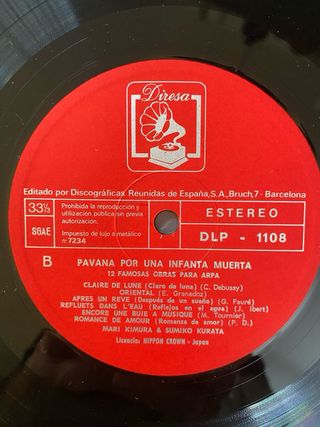 Diresa
Editado por Discográficas Reunidas de España, S.A., Bruch, 7 - Barcelona
33⅓
Prohibida la reproducción y utilización pública sin previa autorización.
ESTEREO
SGAE
Impuesto de lujo a metálico n.º 7234
DLP - 1108
B
PAVANA POR UNA INFANTA MUERTA
12 FAMOSAS OBRAS PARA ARPA
CLAIRE DE LUNE (Claro de luna) (C. Debussy)
ORIENTAL (E. Granados)
APRES UN REVE (Después de un sueño) (G. Fauré)
REFLUETS DANS L'EAU (Reflejos en el agua) (J. Ibert)
ENCORE UNE BUIE A MUSIQUE (M. Tournier)
ROMANCE DE AMOUR (Romanza de amor) (P. D.)
MARI KIMURA & SUMIKO KURATA
Licencia: NIPPON CROWN - Japan